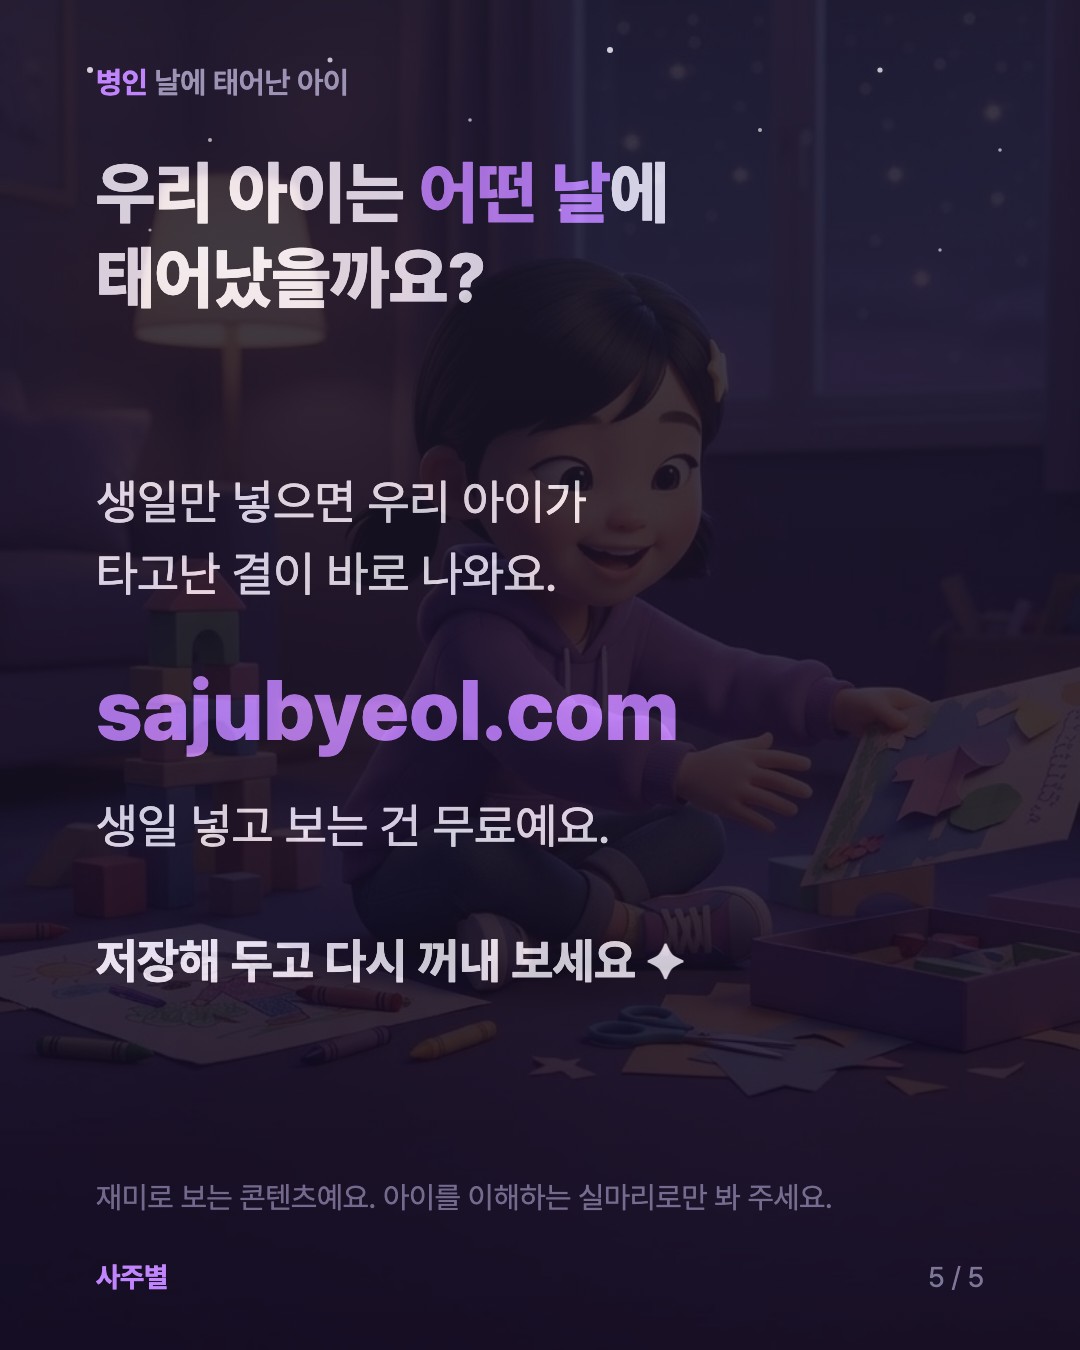 병인 날에 태어난 아이
우리 아이는 어떤 날에
태어났을까요?
생일만 넣으면 우리 아이가
타고난 결이 바로 나와요.
sajubyeol.com
생일 넣고 보는 건 무료예요.
저장해 두고 다시 꺼내 보세요 ✦
재미로 보는 콘텐츠예요. 아이를 이해하는 실마리로만 봐 주세요.
사주별
5 / 5